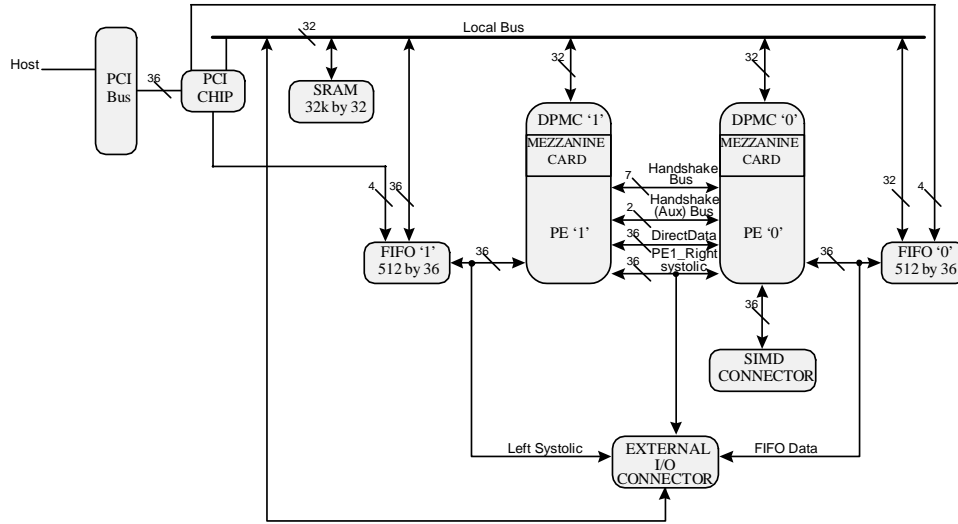 Local Bus
32
Host
PCI
Bus
36
PCI
CHIP
SRAM
32k by 32
32
32
DPMC ‘1’
MEZZANINE
CARD
PE ‘1’
DPMC ‘0’
MEZZANINE
CARD
PE ‘0’
Handshake
Bus
7
Handshake
(Aux) Bus
2
DirectData
36
PE1_Right
systolic
36
4
36
32
4
FIFO ‘1’
512 by 36
36
36
FIFO ‘0’
512 by 36
36
SIMD
CONNECTOR
Left Systolic
EXTERNAL
I/O
CONNECTOR
FIFO Data